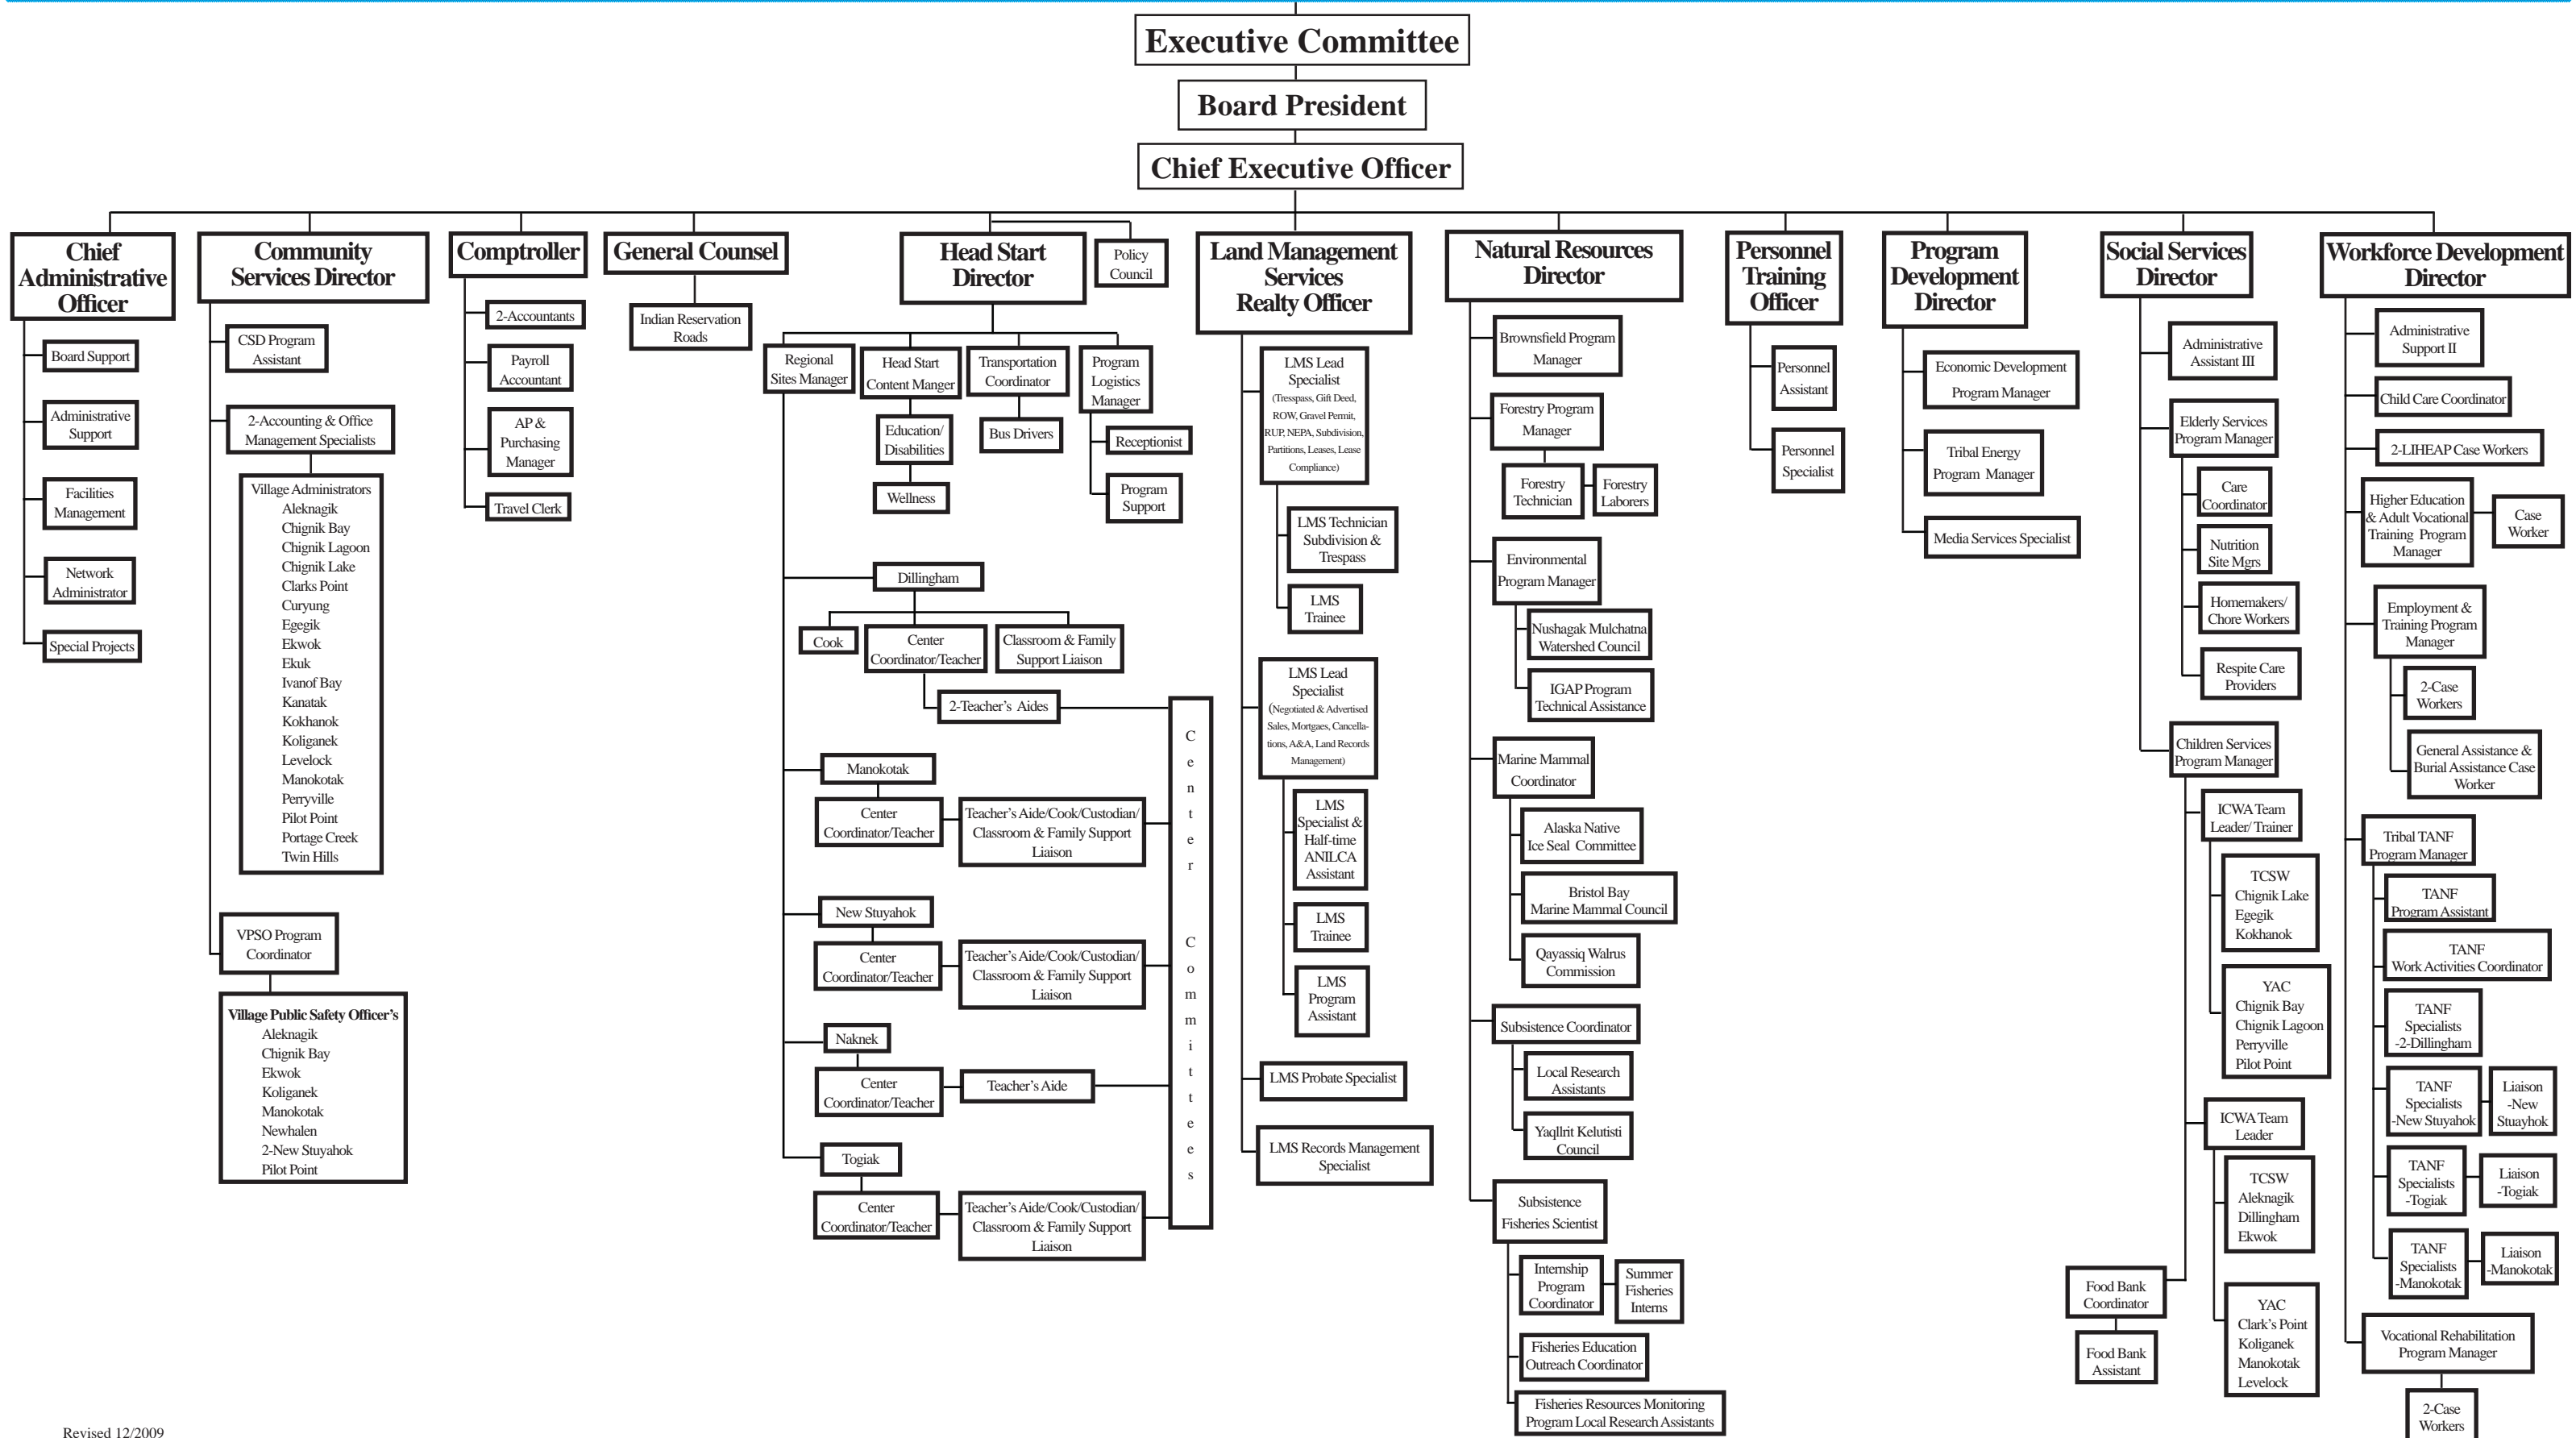 Executive Committee
Board President
Chief Executive Officer
Chief
Administrative
Officer
Board Support
Administrative
Support
Facilities
Management
Network
Administrator
Special Projects
Community
Services Director
CSD Program
Assistant
2-Accounting & Office
Management Specialists
Village Administrators
Aleknagik
Chignik Bay
Chignik Lagoon
Chignik Lake
Clarks Point
Curyung
Egegik
Ekwok
Ekuk
Ivanof Bay
Kanatak
Kokhanok
Koliganek
Levelock
Manokotak
Perryville
Pilot Point
Portage Creek
Twin Hills
VPSO Program
Coordinator
Village Public Safety Officer's
Aleknagik
Chignik Bay
Ekwok
Koliganek
Manokotak
Newhalen
2-New Stuyahok
Pilot Point
Comptroller
2-Accountants
Payroll
Accountant
AP &
Purchasing
Manager
Travel Clerk
General Counsel
Indian Reservation
Roads
Head Start
Director
Policy
Council
Regional
Sites Manager
Head Start
Content Manger
Education/
Disabilities
Wellness
Transportation
Coordinator
Bus Drivers
Program
Logistics
Manager
Receptionist
Program
Support
Dillingham
Cook
Center
Coordinator/Teacher
Classroom & Family
Support Liaison
2-Teacher's Aides
Manokotak
Center
Coordinator/Teacher
Teacher's Aide/Cook/Custodian/
Classroom & Family Support
Liaison
New Stuyahok
Center
Coordinator/Teacher
Teacher's Aide/Cook/Custodian/
Classroom & Family Support
Liaison
Naknek
Center
Coordinator/Teacher
Teacher's Aide
Togiak
Center
Coordinator/Teacher
Teacher's Aide/Cook/Custodian/
Classroom & Family Support
Liaison
Center Committees
Land Management
Services
Realty Officer
LMS Lead
Specialist
(Tresspass, Gift Deed,
ROW, Gravel Permit,
RUP, NEPA, Subdivision,
Partitions, Leases, Lease
Compliance)
LMS Technician
Subdivision &
Trespass
LMS
Trainee
LMS Lead
Specialist
(Negotiated & Advertised
Sales, Mortgaes, Cancella-
tions, A&A, Land Records
Management)
LMS
Specialist &
Half-time
ANILCA
Assistant
LMS
Trainee
LMS
Program
Assistant
LMS Probate Specialist
LMS Records Management
Specialist
Natural Resources
Director
Brownsfield Program
Manager
Forestry Program
Manager
Forestry
Technician
Forestry
Laborers
Environmental
Program Manager
Nushagak Mulchatna
Watershed Council
IGAP Program
Technical Assistance
Marine Mammal
Coordinator
Alaska Native
Ice Seal Committee
Bristol Bay
Marine Mammal Council
Qayassiq Walrus
Commission
Subsistence Coordinator
Local Research
Assistants
Yaqllrit Kelutisti
Council
Subsistence
Fisheries Scientist
Internship
Program
Coordinator
Summer
Fisheries
Interns
Fisheries Education
Outreach Coordinator
Fisheries Resources Monitoring
Program Local Research Assistants
Personnel
Training
Officer
Personnel
Assistant
Personnel
Specialist
Program
Development
Director
Economic Development
Program Manager
Tribal Energy
Program Manager
Media Services Specialist
Social Services
Director
Administrative
Assistant III
Elderly Services
Program Manager
Care
Coordinator
Nutrition
Site Mgrs
Homemakers/
Chore Workers
Respite Care
Providers
Children Services
Program Manager
ICWA Team
Leader/ Trainer
TCSW
Chignik Lake
Egegik
Kokhanok
YAC
Chignik Bay
Chignik Lagoon
Perryville
Pilot Point
ICWA Team
Leader
TCSW
Aleknagik
Dillingham
Ekwok
YAC
Clark's Point
Koliganek
Manokotak
Levelock
Food Bank
Coordinator
Food Bank
Assistant
Workforce Development
Director
Administrative
Support II
Child Care Coordinator
2-LIHEAP Case Workers
Higher Education
& Adult Vocational
Training Program
Manager
Case
Worker
Employment &
Training Program
Manager
2-Case
Workers
General Assistance &
Burial Assistance Case
Worker
Tribal TANF
Program Manager
TANF
Program Assistant
TANF
Work Activities Coordinator
TANF
Specialists
-2-Dillingham
TANF
Specialists
-New Stuyahok
Liaison
-New
Stuayhok
TANF
Specialists
-Togiak
Liaison
-Togiak
TANF
Specialists
-Manokotak
Liaison
-Manokotak
Vocational Rehabilitation
Program Manager
2-Case
Workers
Revised 12/2009